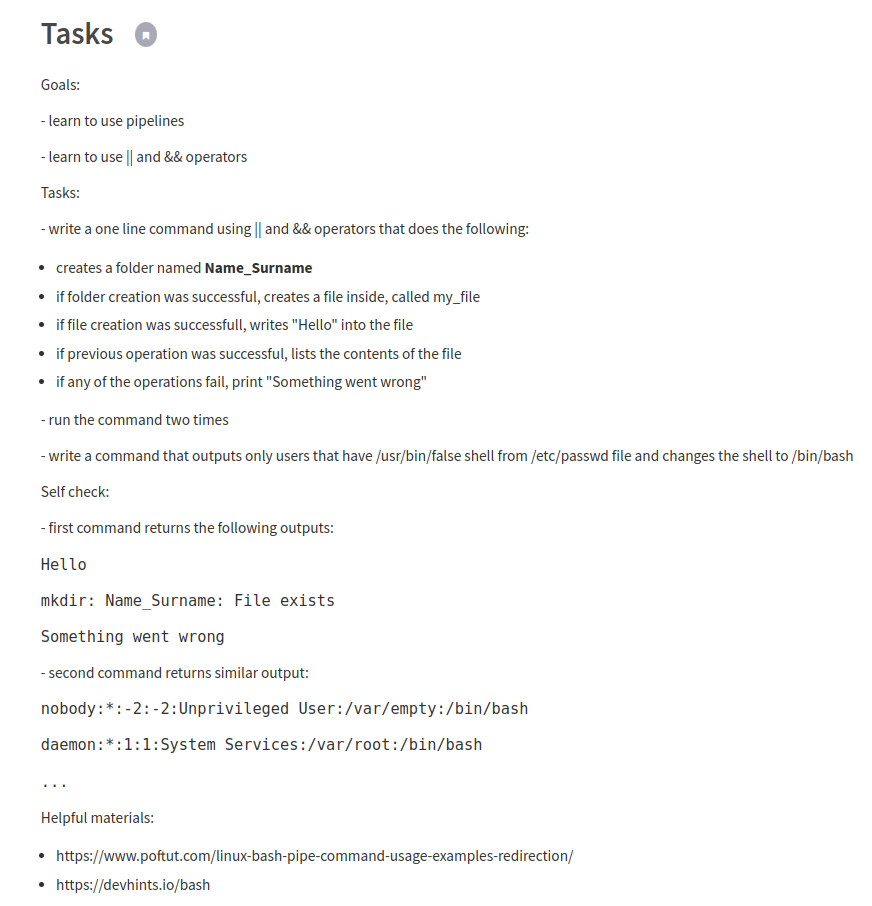 Tasks
Goals:
- learn to use pipelines
- learn to use || and && operators
Tasks:
- write a one line command using || and && operators that does the following:
• creates a folder named Name_Surname
• if folder creation was successful, creates a file inside, called my_file
• if file creation was successfull, writes "Hello" into the file
• if previous operation was successful, lists the contents of the file
• if any of the operations fail, print "Something went wrong"
- run the command two times
- write a command that outputs only users that have /usr/bin/false shell from /etc/passwd file and changes the shell to /bin/bash
Self check:
- first command returns the following outputs:
Hello
mkdir: Name_Surname: File exists
Something went wrong
- second command returns similar output:
nobody:*:-2:-2:Unprivileged User:/var/empty:/bin/bash
daemon:*:1:1:System Services:/var/root:/bin/bash
...
Helpful materials:
• https://www.poftut.com/linux-bash-pipe-command-usage-examples-redirection/
• https://devhints.io/bash